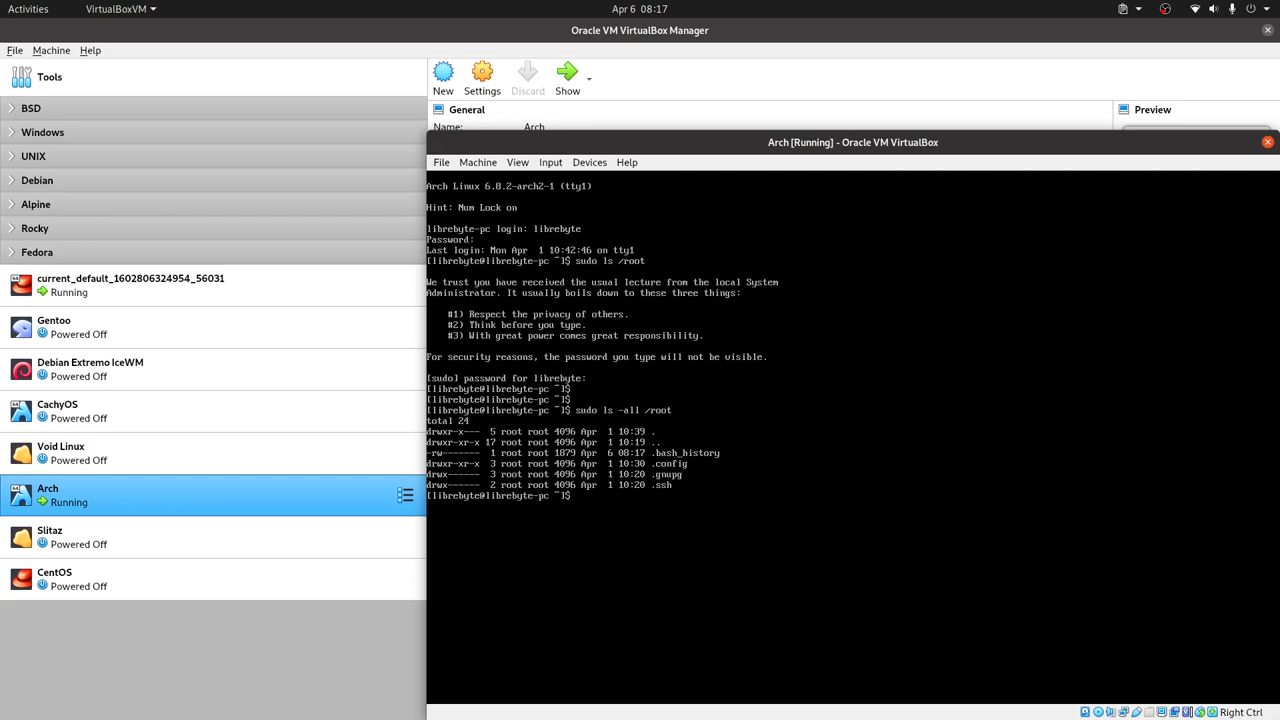 Activities
VirtualBoxVM
Apr 6 08:17
Oracle VM VirtualBox Manager
File Machine Help
Tools
BSD
Windows
UNIX
Debian
Alpine
Rocky
Fedora
current_default_1602806324954_56031
Running
Gentoo
Powered Off
Debian Extremo IceWM
Powered Off
CachyOS
Powered Off
Void Linux
Powered Off
Arch
Running
Slitaz
Powered Off
CentOS
Powered Off
New Settings Discard Show
General
Preview
Name: Arch
Arch [Running] - Oracle VM VirtualBox
File Machine View Input Devices Help
Arch Linux 6.8.2-arch2-1 (tty1)
Hint: Num Lock on
librebyte-pc login: librebyte
Password:
Last login: Mon Apr  1 10:42:46 on tty1
[librebyte@librebyte-pc ~]$ sudo ls /root
We trust you have received the usual lecture from the local System
Administrator. It usually boils down to these three things:
#1) Respect the privacy of others.
#2) Think before you type.
#3) With great power comes great responsibility.
For security reasons, the password you type will not be visible.
[sudo] password for librebyte:
[librebyte@librebyte-pc ~]$
[librebyte@librebyte-pc ~]$
[librebyte@librebyte-pc ~]$ sudo ls -all /root
total 24
drwxr-x---  5 root root 4096 Apr  1 10:39 .
drwxr-xr-x 17 root root 4096 Apr  1 10:19 ..
-rw-------  1 root root 1879 Apr  6 08:17 .bash_history
drwxr-xr-x  3 root root 4096 Apr  1 10:30 .config
drwx------  3 root root 4096 Apr  1 10:20 .gnupg
drwx------  2 root root 4096 Apr  1 10:20 .ssh
[librebyte@librebyte-pc ~]$
Right Ctrl